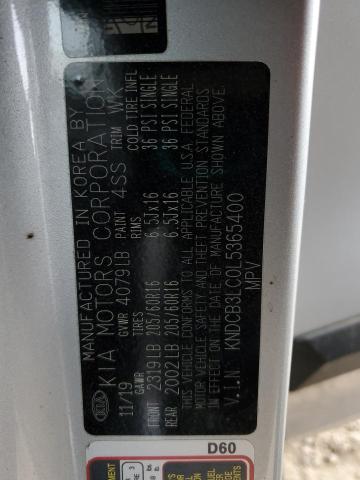 MANUFACTURED IN KOREA BY
KIA MOTORS CORPORATION
11/19 GVWR 4079LB PAINT 4SS TRIM WK
GAWR RIMS COLD TIRE INFL
FRONT 2319LB 205/60R16 6.5Jx16 36 PSI SINGLE
REAR 2002LB 205/60R16 6.5Jx16 36 PSI SINGLE
THIS VEHICLE CONFORMS TO ALL APPLICABLE U.S.A. FEDERAL
MOTOR VEHICLE SAFETY AND THEFT PREVENTION STANDARDS
IN EFFECT ON THE DATE OF MANUFACTURE SHOWN ABOVE.
V.I.N KNDCB3LC0L5365400
MPV
KIA
D60